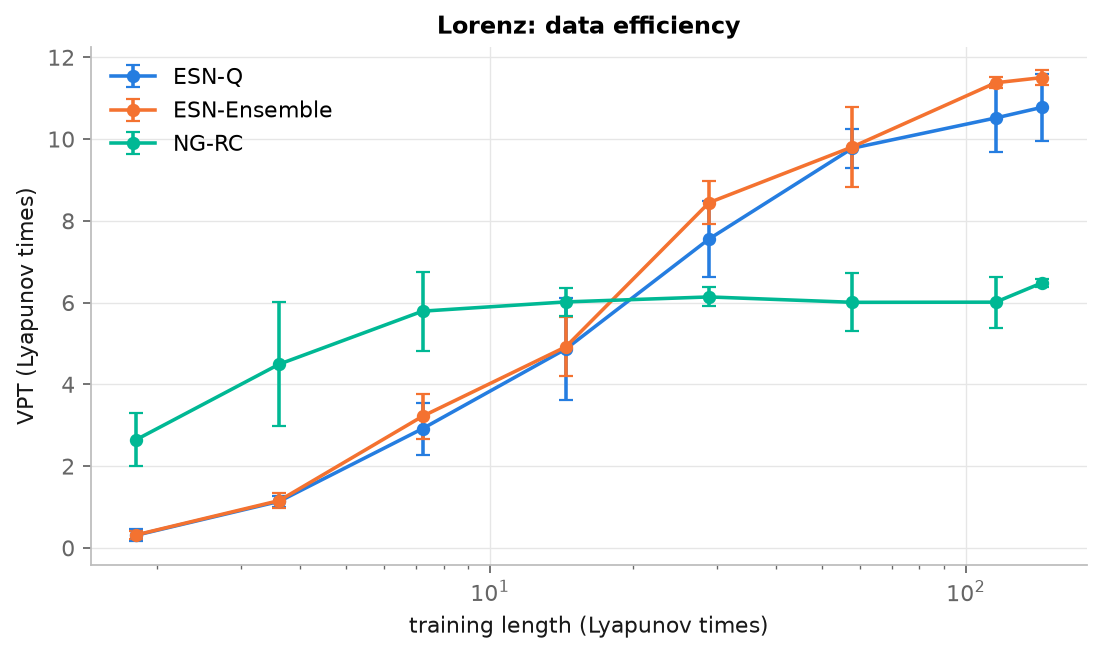 Lorenz: data efficiency
ESN-Q
ESN-Ensemble
NG-RC
VPT (Lyapunov times)
12
10
8
6
4
2
0
10¹
10²
training length (Lyapunov times)